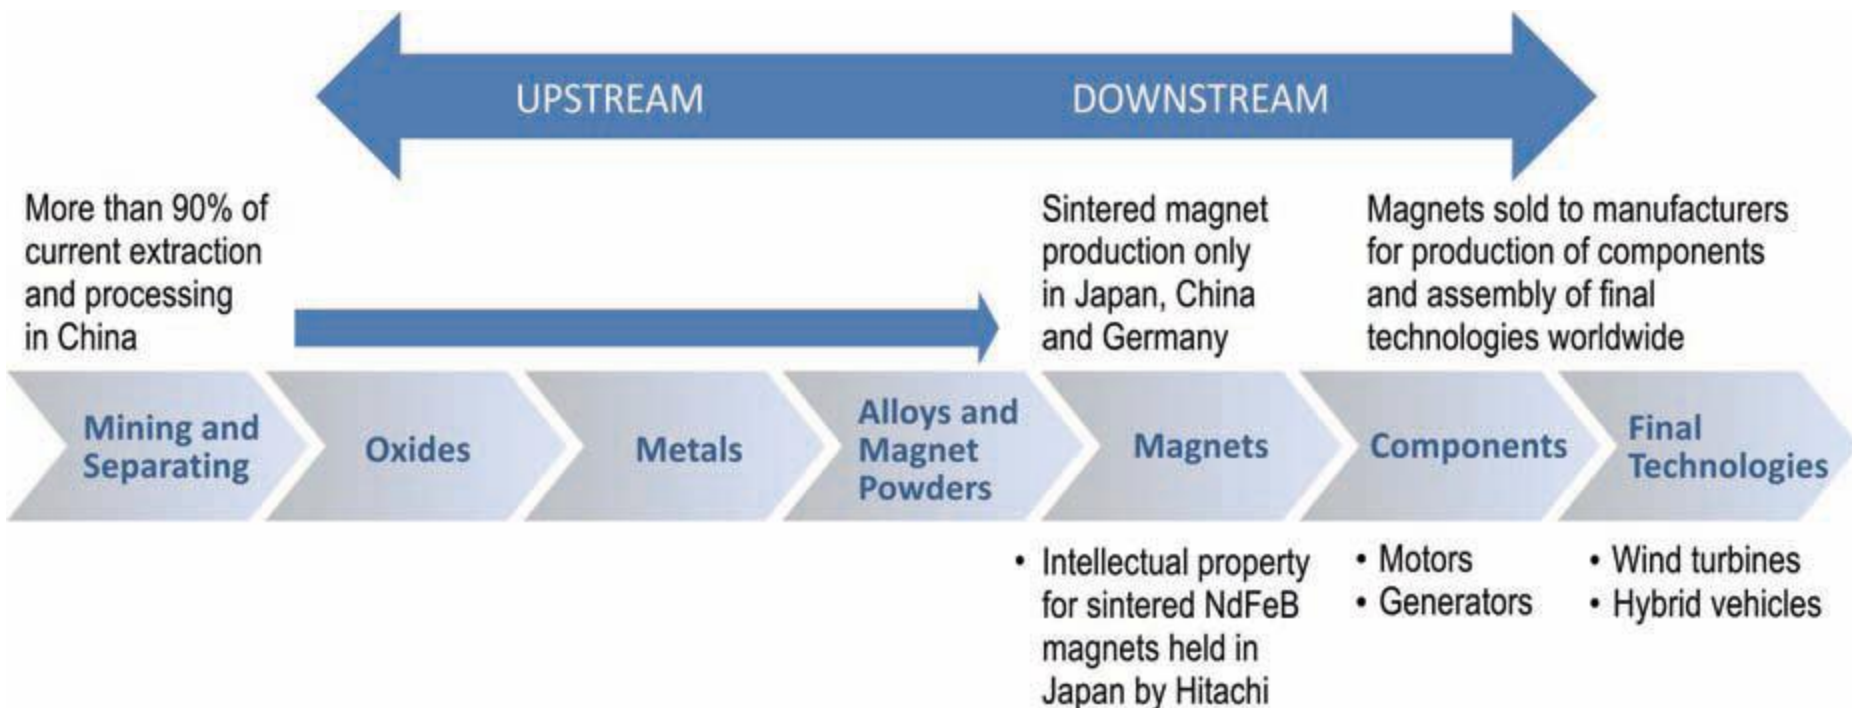 UPSTREAM
DOWNSTREAM
More than 90% of
current extraction
and processing
in China
Sintered magnet
production only
in Japan, China
and Germany
Magnets sold to manufacturers
for production of components
and assembly of final
technologies worldwide
Mining and
Separating
Oxides
Metals
Alloys and
Magnet
Powders
Magnets
Components
Final
Technologies
• Intellectual property
for sintered NdFeB
magnets held in
Japan by Hitachi
• Motors
• Generators
• Wind turbines
• Hybrid vehicles